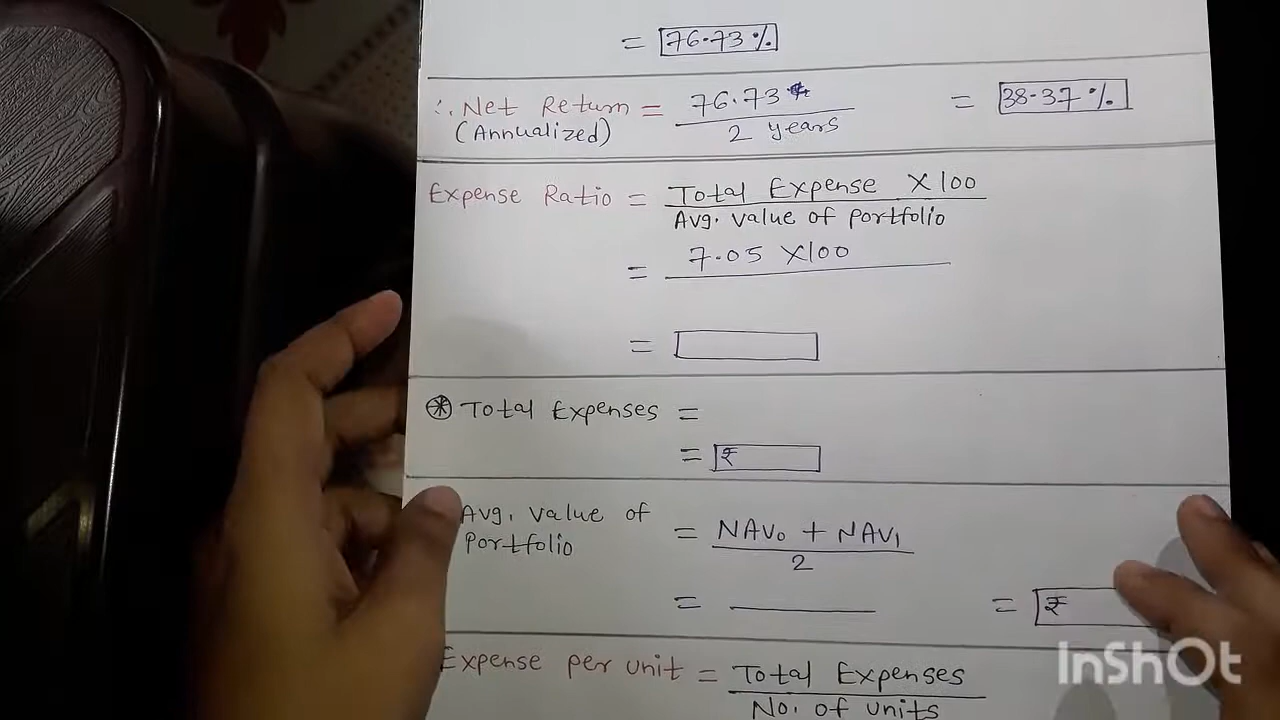 = 76.73%
∴ Net Return = 76.73 / 2 years = 38.37%
(Annualized)
Expense Ratio = Total Expense X100 / Avg. value of portfolio
= 7.05 X100
=
⊛ Total Expenses =
= ₹
Avg. value of portfolio = NAV₀ + NAV₁ / 2
= = ₹
Expense per unit = Total Expenses / No. of units
InShOt